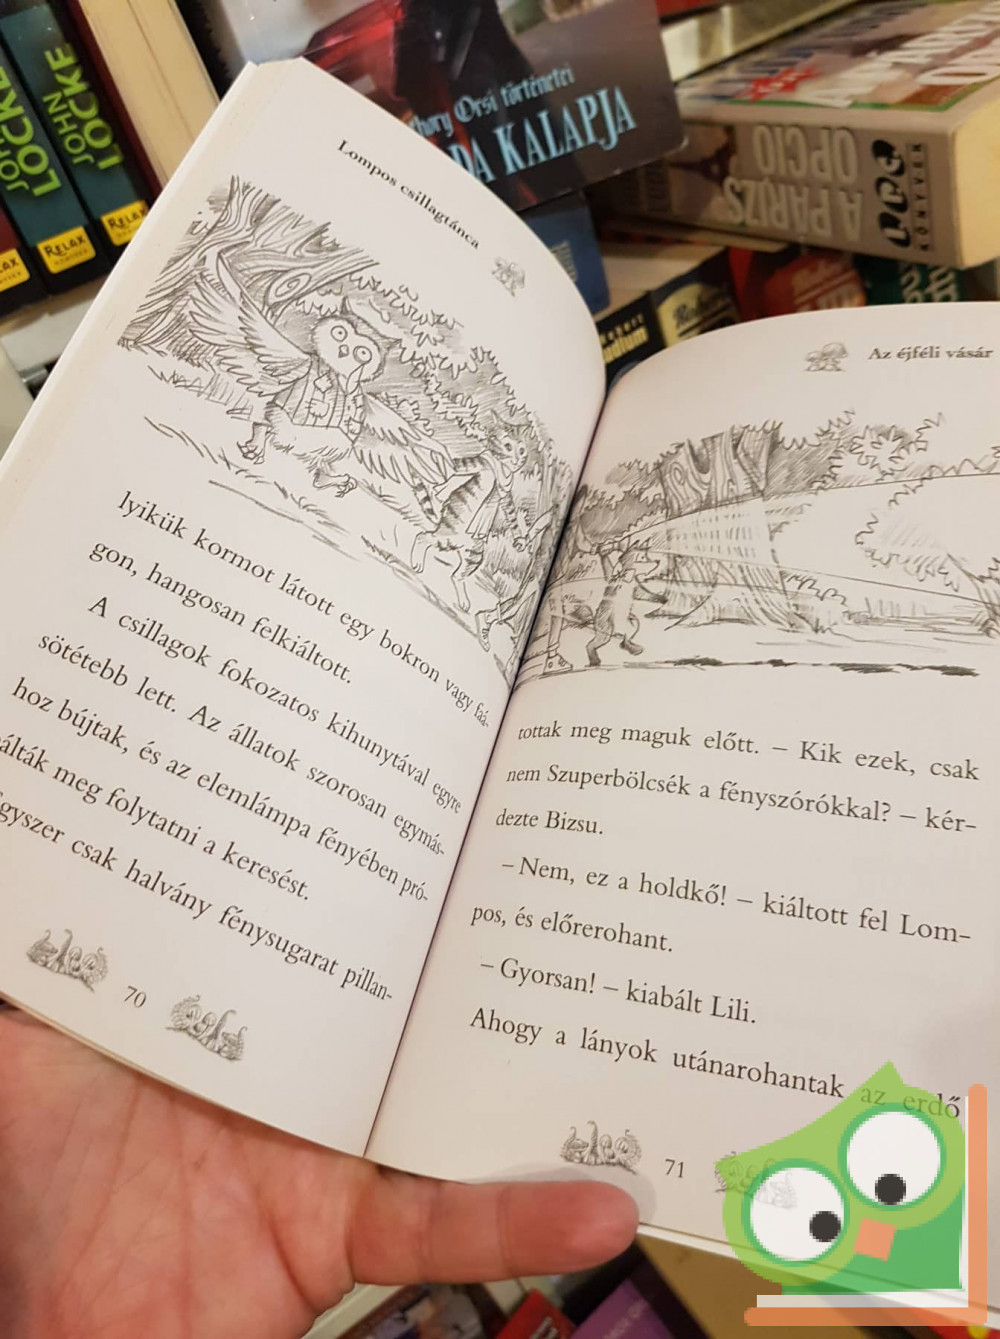 JOHN
LOCKE
RELAX
KÖNYVEK
JOHN
LOCKE
RELAX
Orsi történetei
KALAPJA
A PÁRIZS
OPCIÓ
I.P.C.
KÖNYVEK
Lompos csillagtánca
lyikük kormot látott egy bokron vagy faá-
gon, hangosan felkiáltott.
A csillagok fokozatos kihunytával egyre
sötétebb lett. Az állatok szorosan egymás-
hoz bújtak, és az elemlámpa fényében pró-
bálták meg folytatni a keresést.
Egyszer csak halvány fénysugarat pillan-
70
Az éjféli vásár
tottak meg maguk előtt. – Kik ezek, csak
nem Szuperbölcsék a fényszórókkal? – kér-
dezte Bizsu.
– Nem, ez a holdkő! – kiáltott fel Lom-
pos, és előrerohant.
– Gyorsan! – kiabált Lili.
Ahogy a lányok utánarohantak az erdő
71